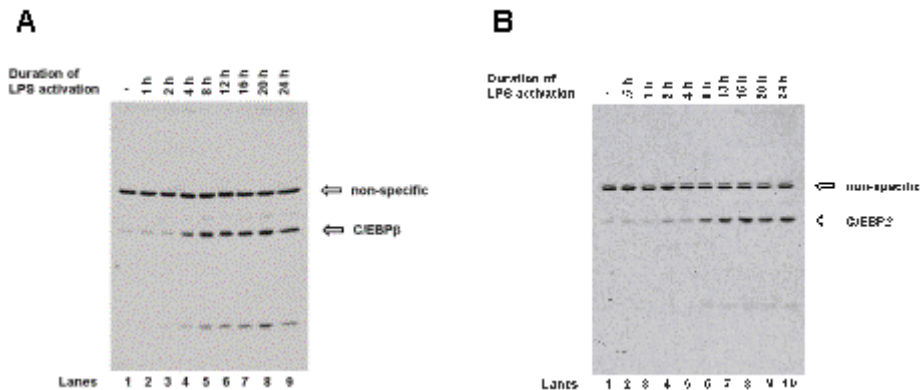 A
Duration of
LPS activation
- 1 h 2 h 4 h 8 h 12 h 16 h 20 h 24 h
non-specific
C/EBPβ
Lanes 1 2 3 4 5 6 7 8 9
B
Duration of
LPS activation
- 1 h 2 h 4 h 8 h 16 h 20 h 24 h
non-specific
Lanes 1 2 3 4 5 6 7 8 9 10